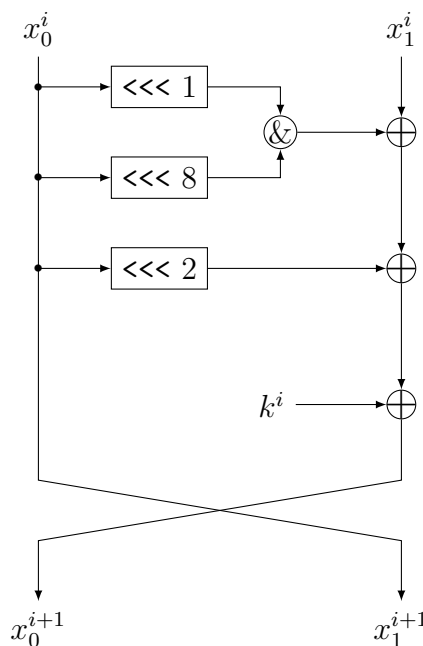 x_0^i x_1^i
<<< 1
&
<<< 8
<<< 2
k^i
x_0^{i+1} x_1^{i+1}